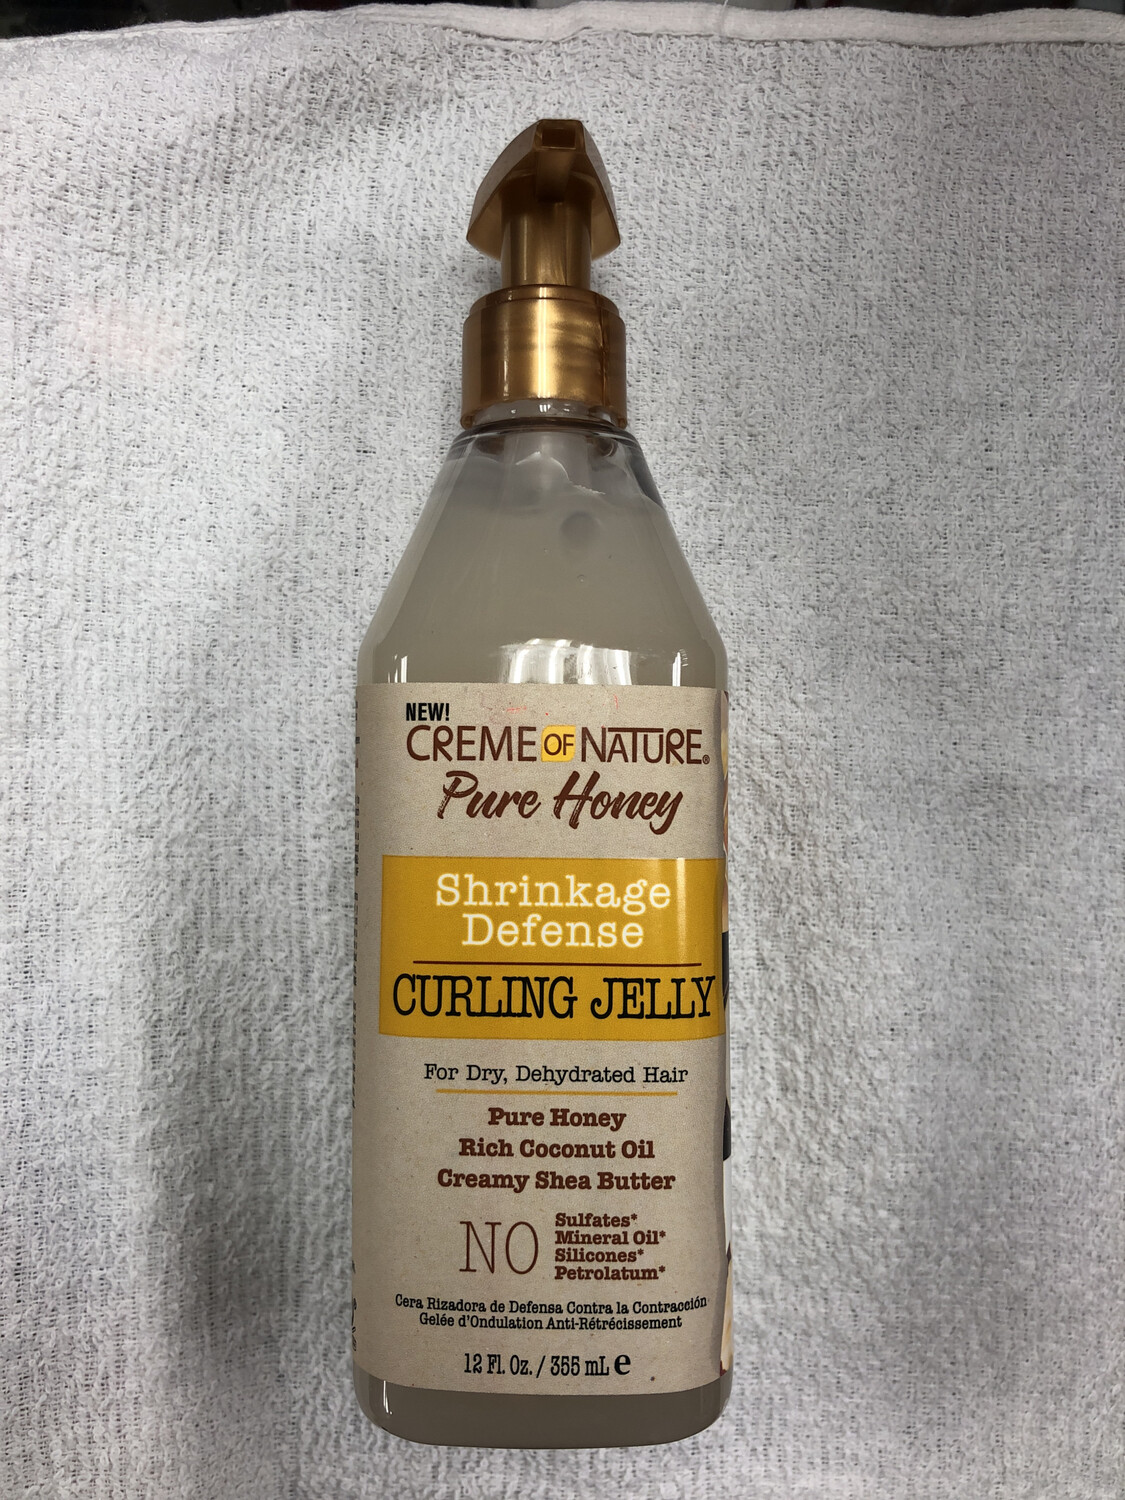 NEW!
CREME OF NATURE®
Pure Honey
Shrinkage
Defense
CURLING JELLY
For Dry, Dehydrated Hair
Pure Honey
Rich Coconut Oil
Creamy Shea Butter
NO
Sulfates*
Mineral Oil*
Silicones*
Petrolatum*
Cera Rizadora de Defensa Contra la Contracción
Gelée d'Ondulation Anti-Rétrécissement
12 Fl. Oz. / 355 mL e